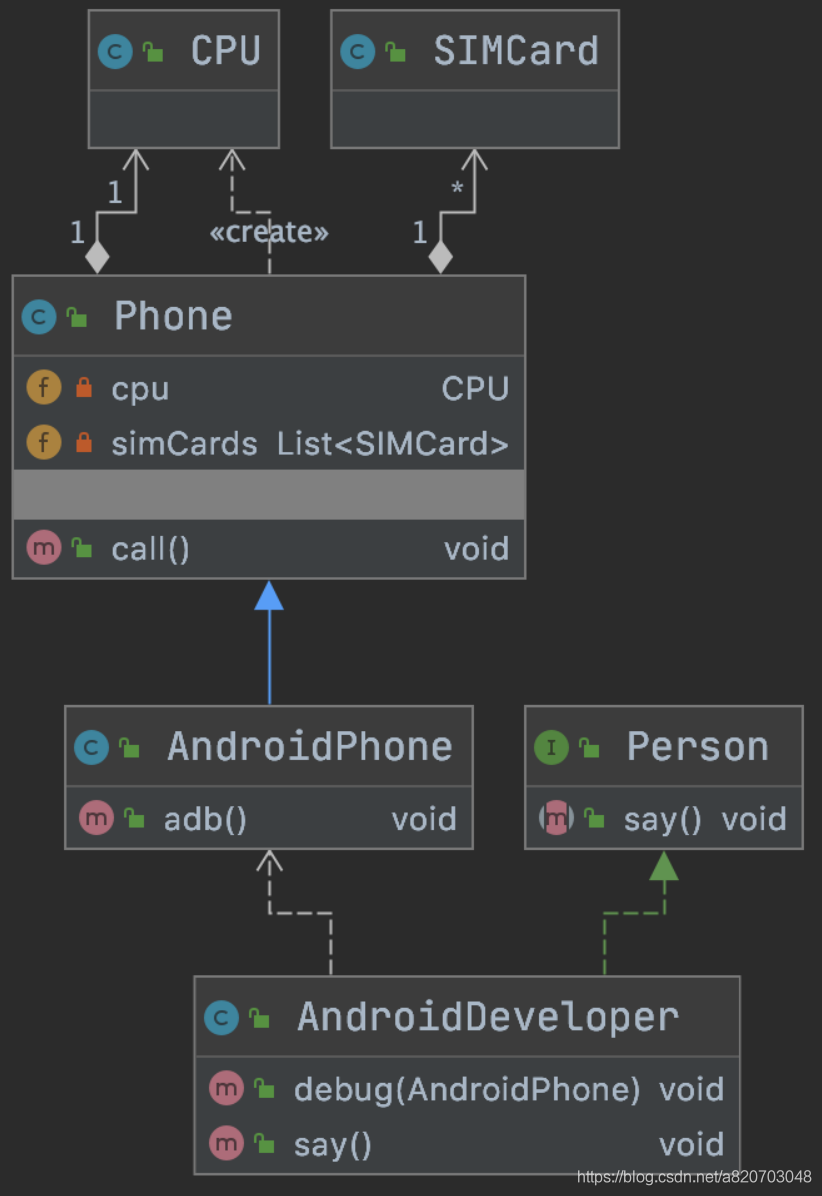 CPU
SIMCard
1
*
1
«create»
1
Phone
cpu CPU
simCards List<SIMCard>
call() void
AndroidPhone
adb() void
Person
say() void
AndroidDeveloper
debug(AndroidPhone) void
say() void
https://blog.csdn.net/a820703048